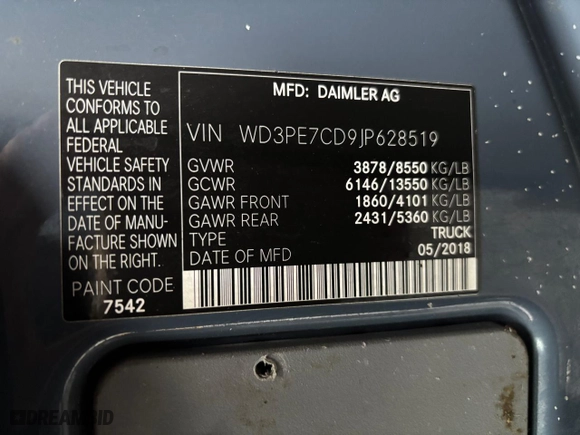 THIS VEHICLE
CONFORMS TO
ALL APPLICABLE
FEDERAL
VEHICLE SAFETY
STANDARDS IN
EFFECT ON THE
DATE OF MANU-
FACTURE SHOWN
ON THE RIGHT.
PAINT CODE
7542
MFD: DAIMLER AG
VIN WD3PE7CD9JP628519
GVWR 3878/8550 KG/LB
GCWR 6146/13550 KG/LB
GAWR FRONT 1860/4101 KG/LB
GAWR REAR 2431/5360 KG/LB
TYPE TRUCK
DATE OF MFD 05/2018
DREAMBID